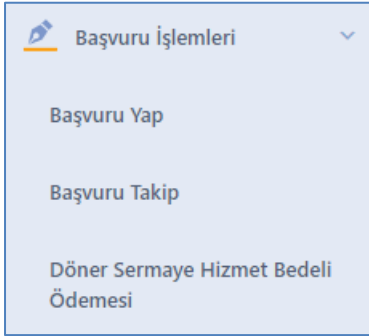 Başvuru İşlemleri
Başvuru Yap
Başvuru Takip
Döner Sermaye Hizmet Bedeli
Ödemesi